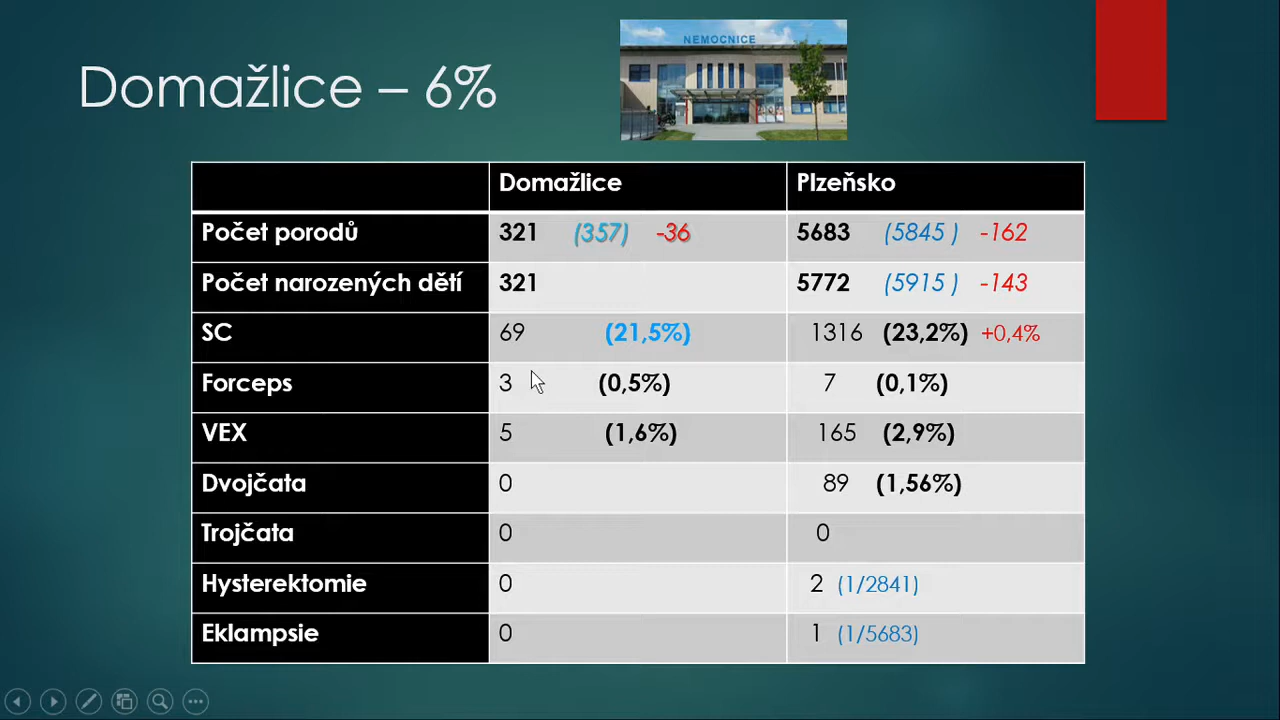 NEMOCNICE
Domažlice – 6%
Domažlice Plzeňsko
Počet porodů 321 (357) -36 5683 (5845 ) -162
Počet narozených dětí 321 5772 (5915 ) -143
SC 69 (21,5%) 1316 (23,2%) +0,4%
Forceps 3 (0,5%) 7 (0,1%)
VEX 5 (1,6%) 165 (2,9%)
Dvojčata 0 89 (1,56%)
Trojčata 0 0
Hysterektomie 0 2 (1/2841)
Eklampsie 0 1 (1/5683)